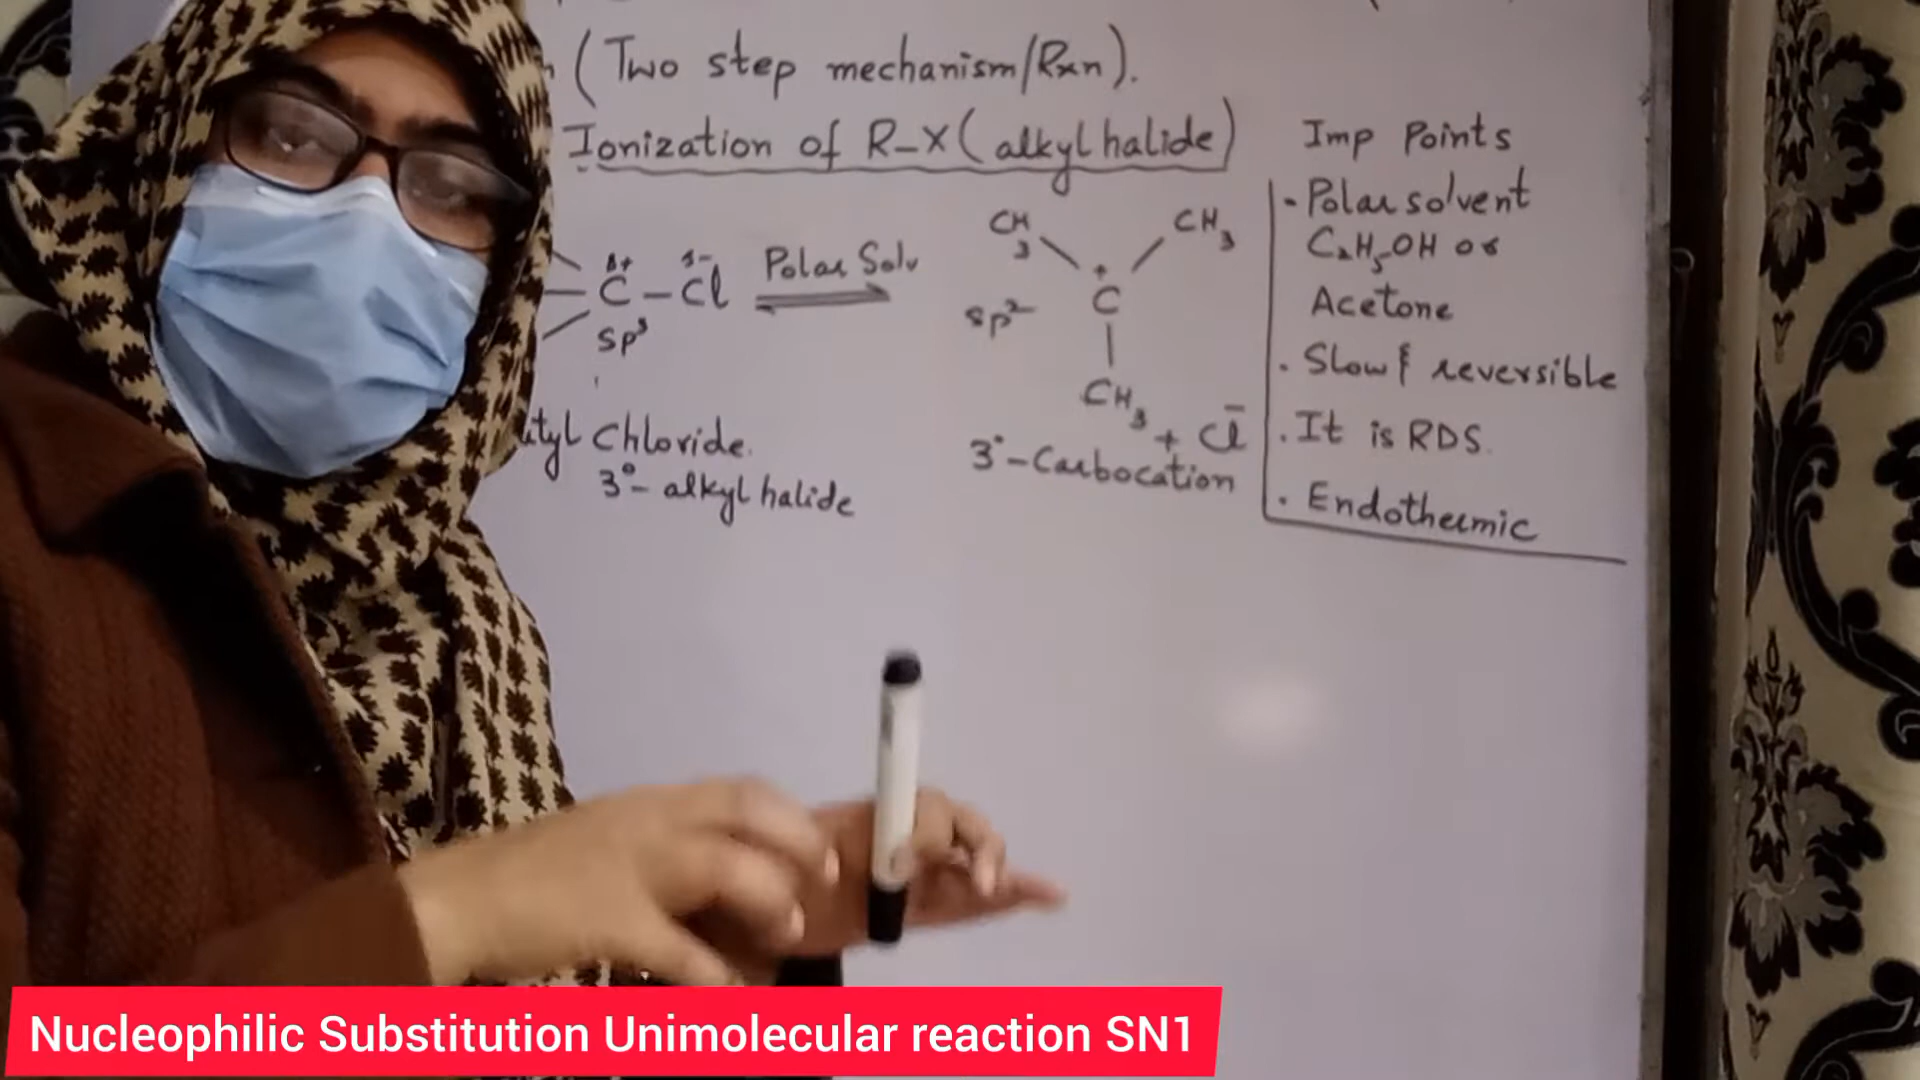 (Two step mechanism/Rxn).
Ionization of R-X (alkyl halide)
Imp Points
- Polar solvent
C₂H₅OH or
Acetone
. Slow & reversible
. It is RDS.
. Endothermic
δ+ δ-
C - Cl
sp³
Polar Solv
CH₃ CH₃
+
C
sp²
CH₃
+ Cl⁻
3°-Carbocation
utyl Chloride.
3°- alkyl halide
Nucleophilic Substitution Unimolecular reaction SN1